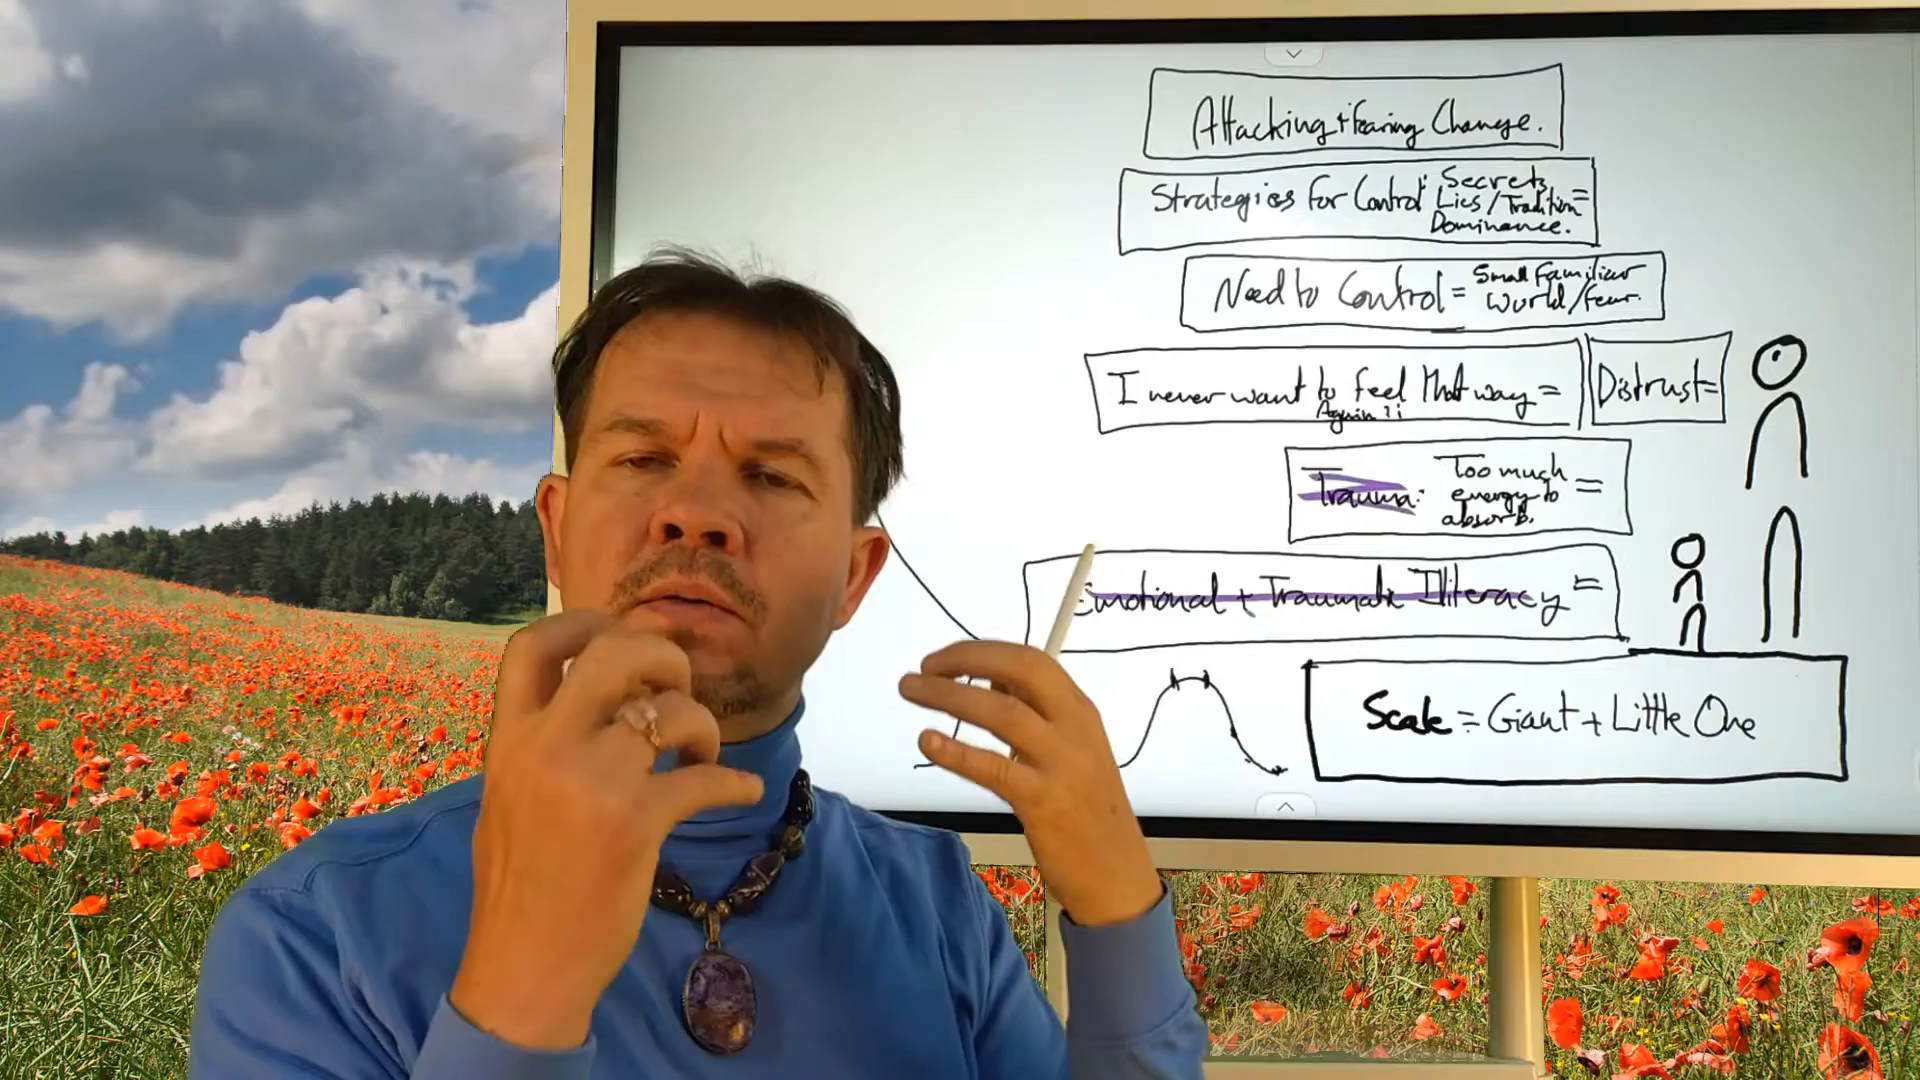 Attacking + Fearing Change.
Strategies for Control: Secrets
Lies / Tradition =
Dominance.
Need to Control = Small Familiar
World / Fear.
I never want to feel that way =
Again ? !
Distrust =
Trauma: Too much
energy to
absorb. =
Emotional + Traumatic Illiteracy =
Scale = Giant + Little One